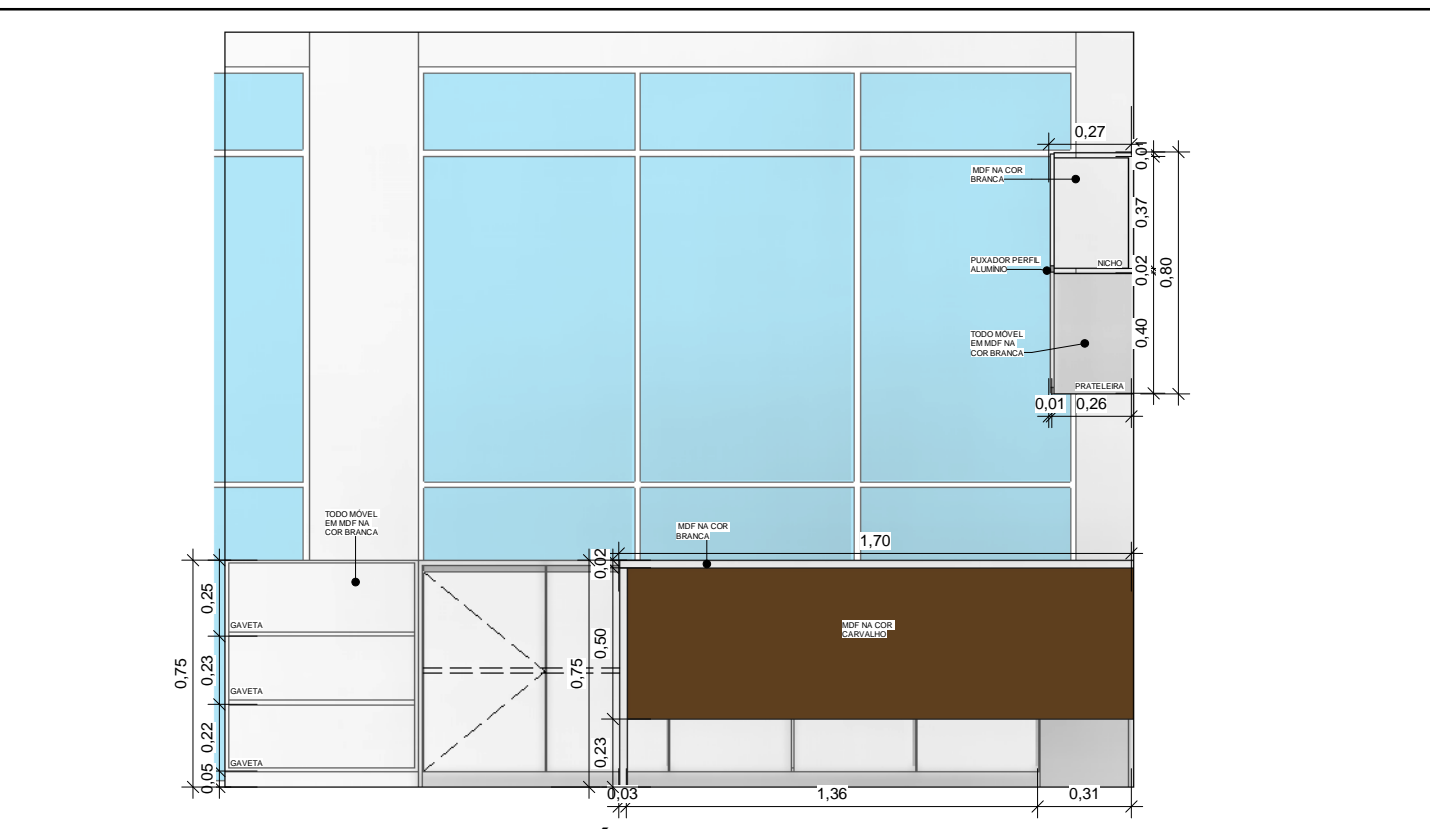 0,27
0,01
MDF NA COR
BRANCA
0,37
PUXADOR PERFIL
ALUMÍNIO
NICHO
0,02
0,80
TODO MÓVEL
EM MDF NA
COR BRANCA
0,40
PRATELEIRA
0,01
0,26
TODO MÓVEL
EM MDF NA
COR BRANCA
MDF NA COR
BRANCA
1,70
0,02
0,25
GAVETA
MDF NA COR
CARVALHO
0,50
0,75
0,23
0,75
GAVETA
0,22
0,23
GAVETA
0,05
0,03
1,36
0,31